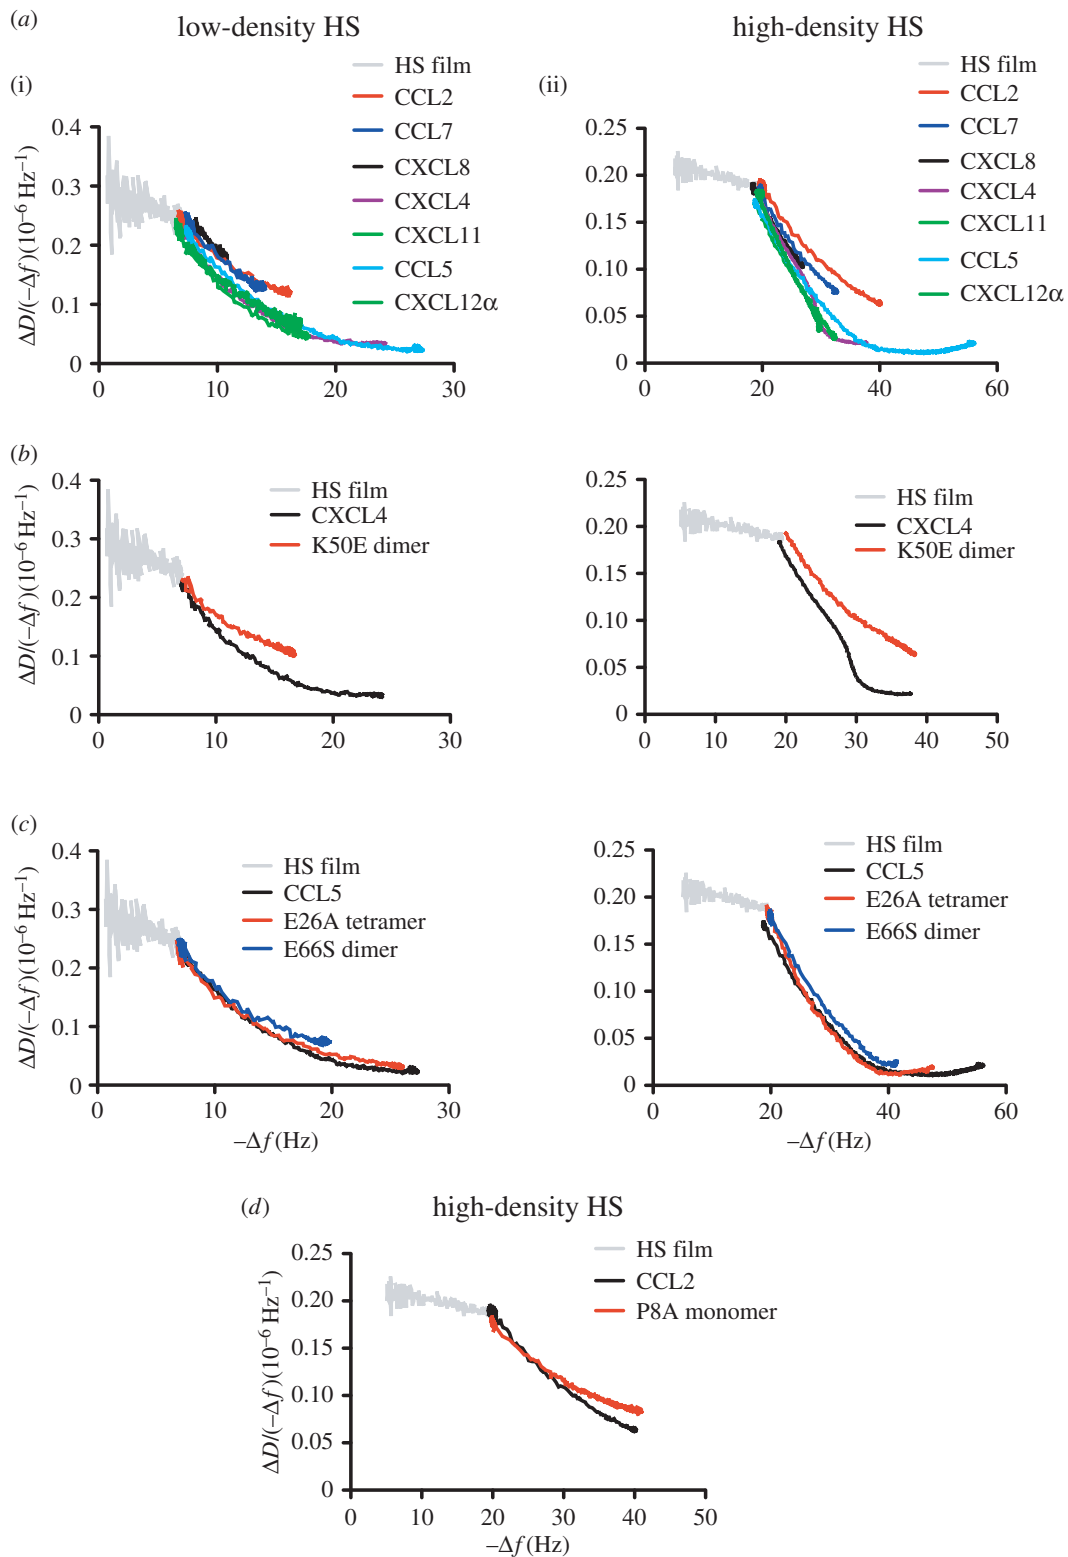 (a)
low-density HS
high-density HS
(i)
HS film
CCL2
CCL7
CXCL8
CXCL4
CXCL11
CCL5
CXCL12α
ΔD/(−Δf)(10⁻⁶ Hz⁻¹)
0.4
0.3
0.2
0.1
0
0
10
20
30
(ii)
HS film
CCL2
CCL7
CXCL8
CXCL4
CXCL11
CCL5
CXCL12α
0.25
0.20
0.15
0.10
0.05
0
0
20
40
60
(b)
HS film
CXCL4
K50E dimer
ΔD/(−Δf)(10⁻⁶ Hz⁻¹)
0.4
0.3
0.2
0.1
0
0
10
20
30
HS film
CXCL4
K50E dimer
0.25
0.20
0.15
0.10
0.05
0
0
10
20
30
40
50
(c)
HS film
CCL5
E26A tetramer
E66S dimer
ΔD/(−Δf)(10⁻⁶ Hz⁻¹)
0.4
0.3
0.2
0.1
0
0
10
20
30
−Δf(Hz)
HS film
CCL5
E26A tetramer
E66S dimer
0.25
0.20
0.15
0.10
0.05
0
0
20
40
60
−Δf(Hz)
(d)
high-density HS
HS film
CCL2
P8A monomer
ΔD/(−Δf)(10⁻⁶ Hz⁻¹)
0.25
0.20
0.15
0.10
0.05
0
0
10
20
30
40
50
−Δf(Hz)